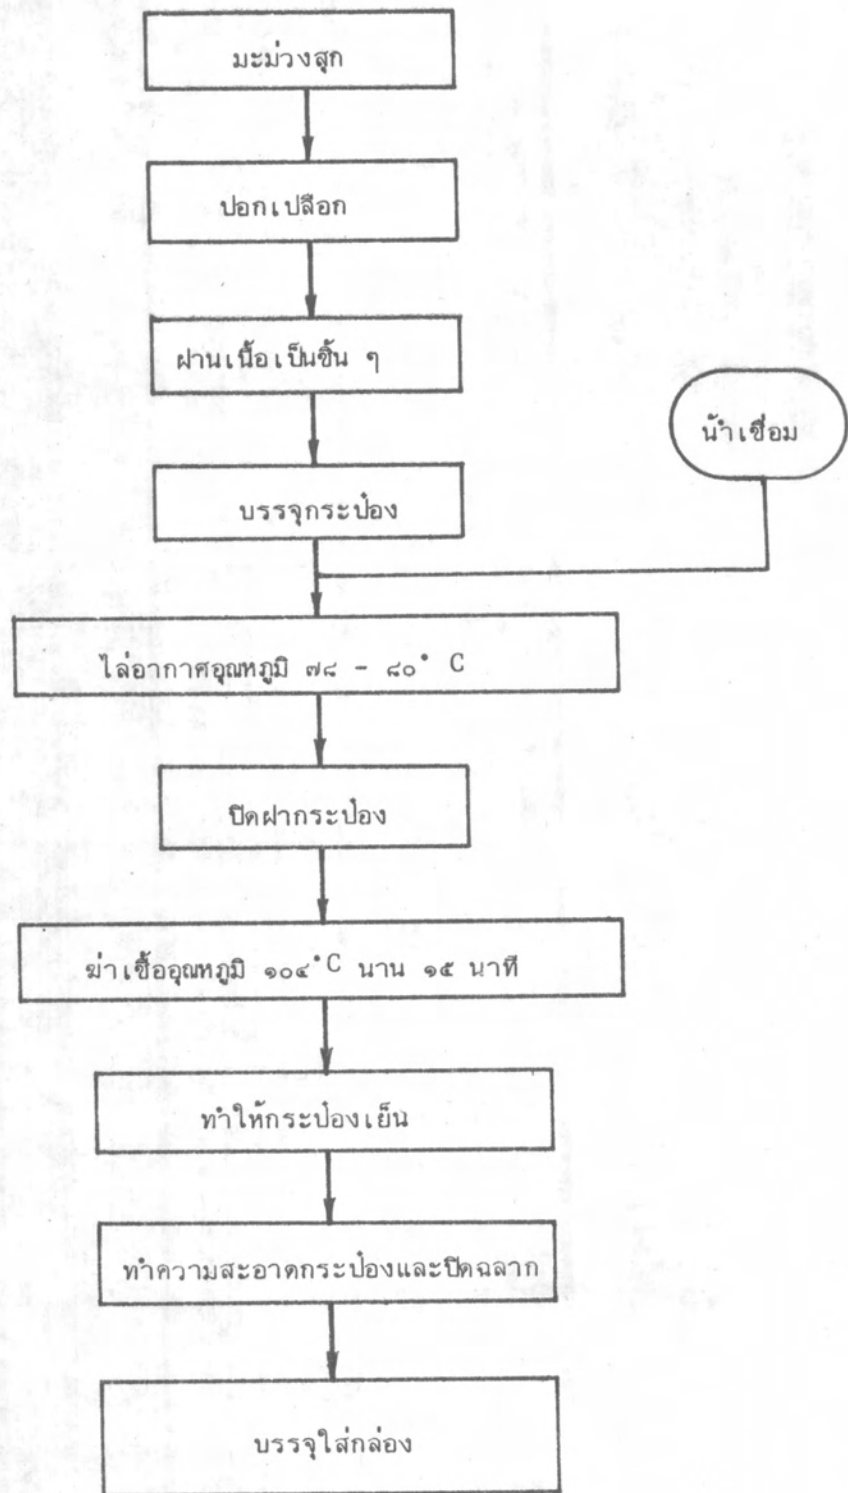 มะม่วงสุก
ปอกเปลือก
ฝานเนื้อเป็นชิ้น ๆ
น้ำเชื่อม
บรรจุกระป๋อง
ไล่อากาศอุณหภูมิ ๗๘ - ๘๐° C
ปิดฝากระป๋อง
ฆ่าเชื้ออุณหภูมิ ๑๐๔°C นาน ๑๕ นาที
ทำให้กระป๋องเย็น
ทำความสะอาดกระป๋องและปิดฉลาก
บรรจุใส่กล่อง